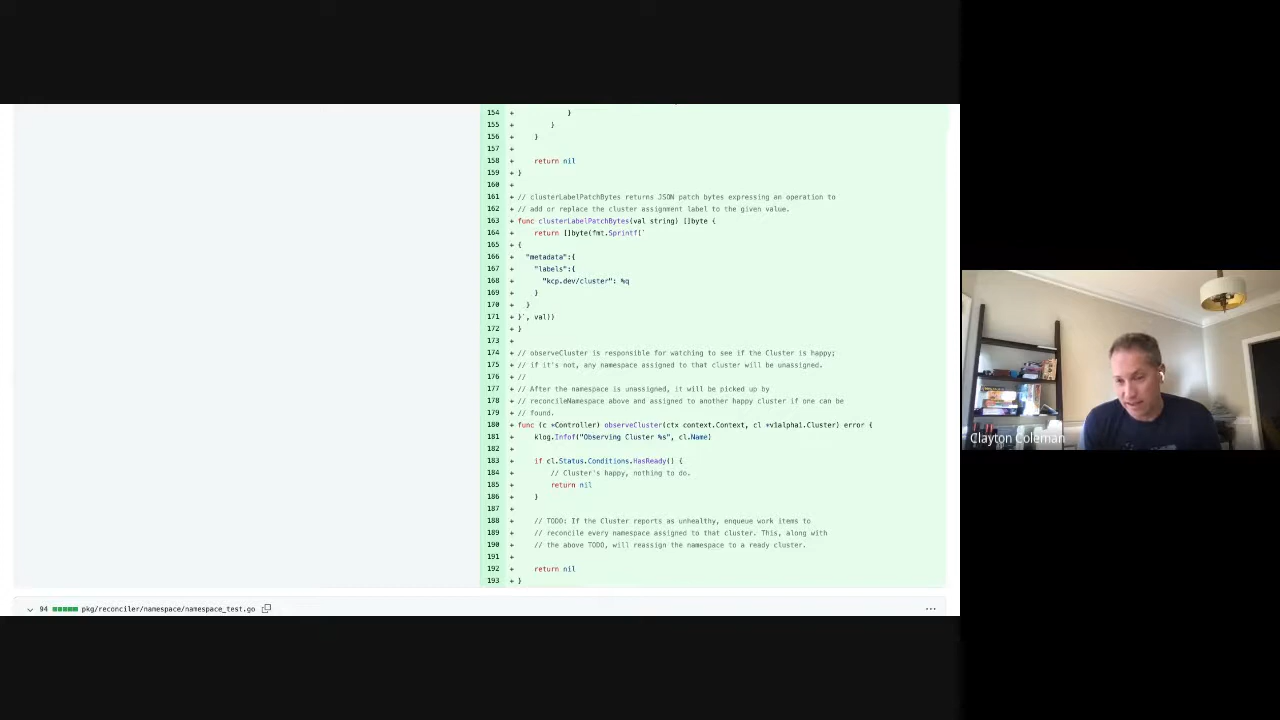 154 + }
155 + }
156 + }
157 +
158 + return nil
159 + }
160 +
161 + // clusterLabelPatchBytes returns JSON patch bytes expressing an operation to
162 + // add or replace the cluster assignment label to the given value.
163 + func clusterLabelPatchBytes(val string) []byte {
164 + return []byte(fmt.Sprintf(`
165 + {
166 + "metadata":{
167 + "labels":{
168 + "kcp.dev/cluster": %q
169 + }
170 + }
171 + }`, val))
172 + }
173 +
174 + // observeCluster is responsible for watching to see if the Cluster is happy;
175 + // if it's not, any namespace assigned to that cluster will be unassigned.
176 + //
177 + // After the namespace is unassigned, it will be picked up by
178 + // reconcileNamespace above and assigned to another happy cluster if one can be
179 + // found.
180 + func (c *Controller) observeCluster(ctx context.Context, cl *v1alpha1.Cluster) error {
181 + klog.Infof("Observing Cluster %s", cl.Name)
182 +
183 + if cl.Status.Conditions.HasReady() {
184 + // Cluster's happy, nothing to do.
185 + return nil
186 + }
187 +
188 + // TODO: If the Cluster reports as unhealthy, enqueue work items to
189 + // reconcile every namespace assigned to that cluster. This, along with
190 + // the above TODO, will reassign the namespace to a ready cluster.
191 +
192 + return nil
193 + }
94 pkg/reconciler/namespace/namespace_test.go
Clayton Coleman